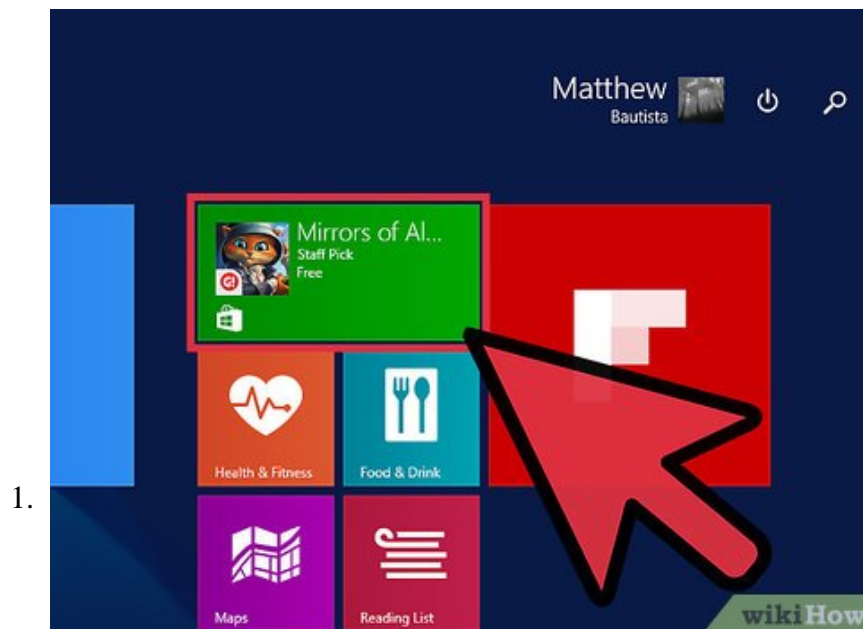 Matthew
Bautista
Mirrors of Al...
Staff Pick
Free
G!
Health & Fitness
Food & Drink
1.
Maps
Reading List
wikiHow